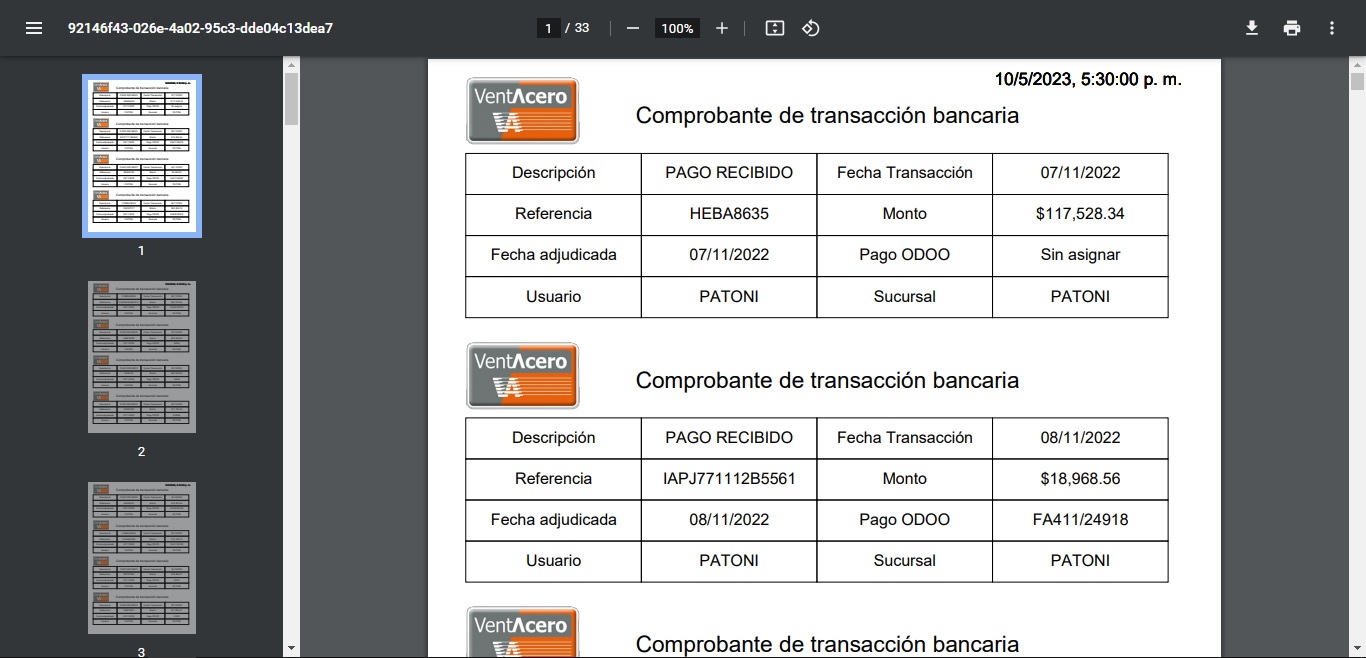 92146f43-026e-4a02-95c3-dde04c13dea7
1 / 33
100%
10/5/2023, 5:30:00 p. m.
VentAcero
VA
Comprobante de transacción bancaria
Descripción PAGO RECIBIDO Fecha Transacción 07/11/2022
Referencia HEBA8635 Monto $117,528.34
Fecha adjudicada 07/11/2022 Pago ODOO Sin asignar
Usuario PATONI Sucursal PATONI
VentAcero
VA
Comprobante de transacción bancaria
Descripción PAGO RECIBIDO Fecha Transacción 08/11/2022
Referencia IAPJ771112B5561 Monto $18,968.56
Fecha adjudicada 08/11/2022 Pago ODOO FA411/24918
Usuario PATONI Sucursal PATONI
VentAcero
Comprobante de transacción bancaria
1
2
3